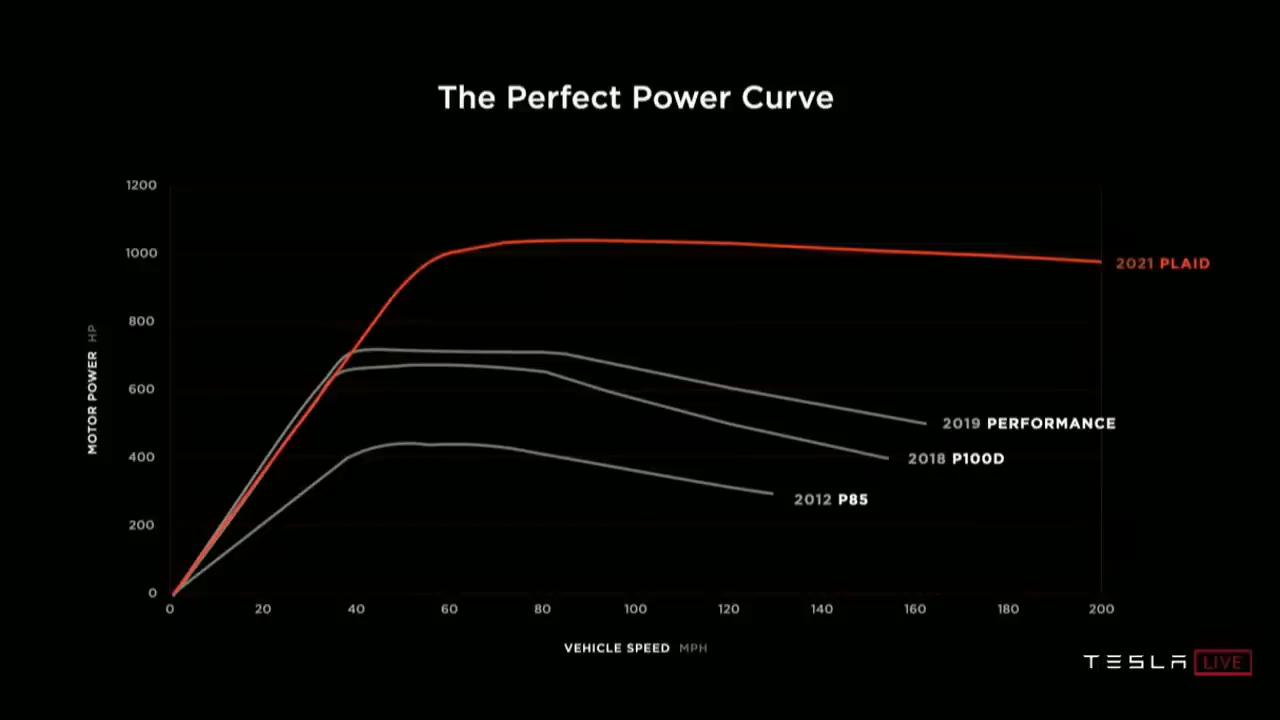 The Perfect Power Curve
1200
1000
800
600
400
200
0
MOTOR POWER HP
2021 PLAID
2019 PERFORMANCE
2018 P100D
2012 P85
0 20 40 60 80 100 120 140 160 180 200
VEHICLE SPEED MPH
TESLA LIVE